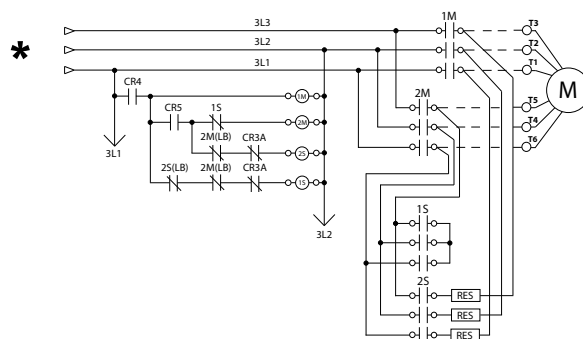 1M
3L3
T3
*
3L2
T2
3L1
T1
CR4
M
1M
2M
T5
CR5
1S
2M
T4
2M(LB)
CR3A
T6
2S
3L1
2S(LB)
2M(LB)
CR3A
1S
1S
3L2
2S
RES
RES
RES